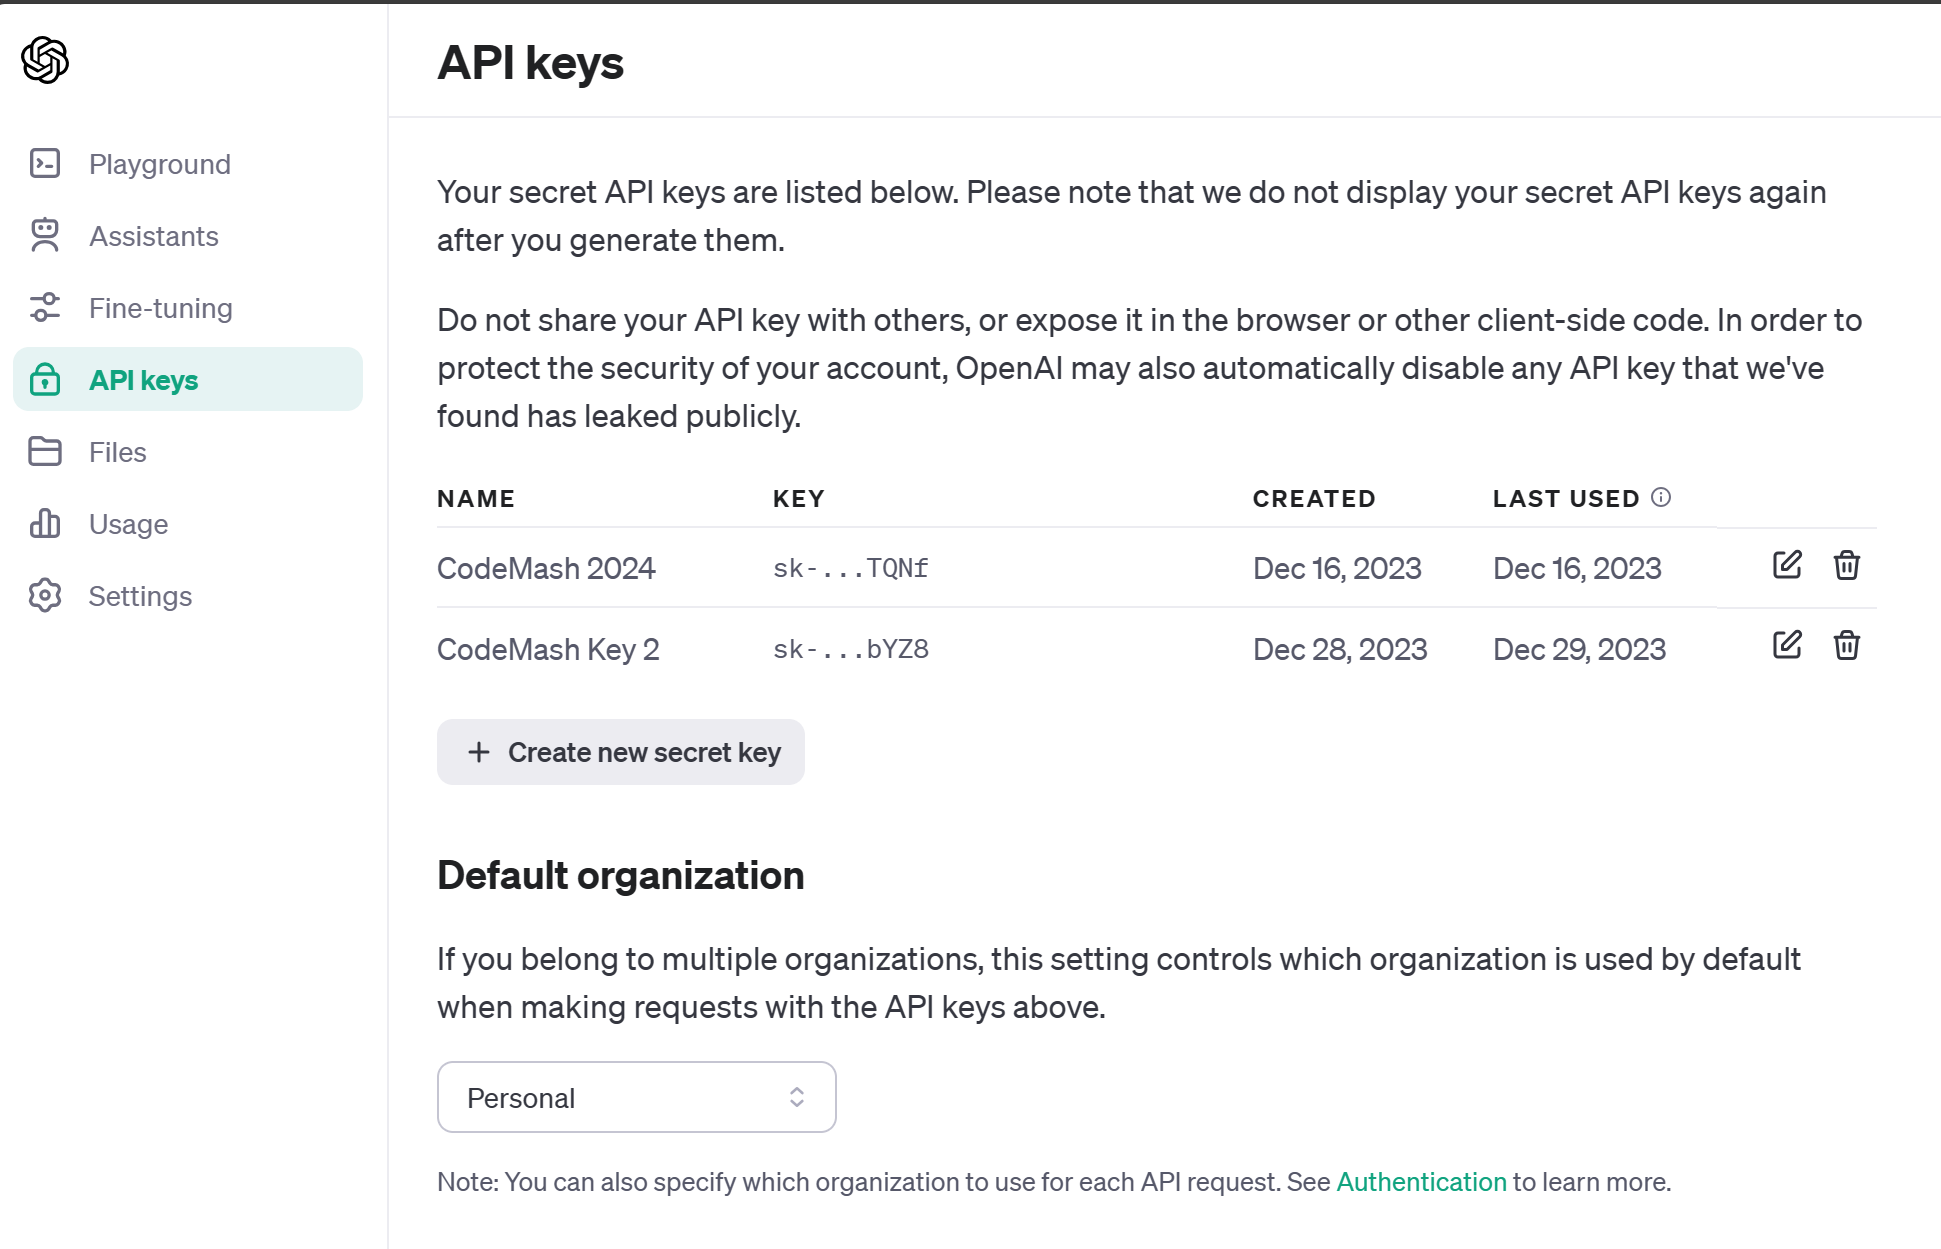 API keys
Playground
Assistants
Fine-tuning
API keys
Files
Usage
Settings
Your secret API keys are listed below. Please note that we do not display your secret API keys again
after you generate them.
Do not share your API key with others, or expose it in the browser or other client-side code. In order to
protect the security of your account, OpenAI may also automatically disable any API key that we've
found has leaked publicly.
NAME KEY CREATED LAST USED
CodeMash 2024 sk-...TQNf Dec 16, 2023 Dec 16, 2023
CodeMash Key 2 sk-...bYZ8 Dec 28, 2023 Dec 29, 2023
+ Create new secret key
Default organization
If you belong to multiple organizations, this setting controls which organization is used by default
when making requests with the API keys above.
Personal
Note: You can also specify which organization to use for each API request. See Authentication to learn more.